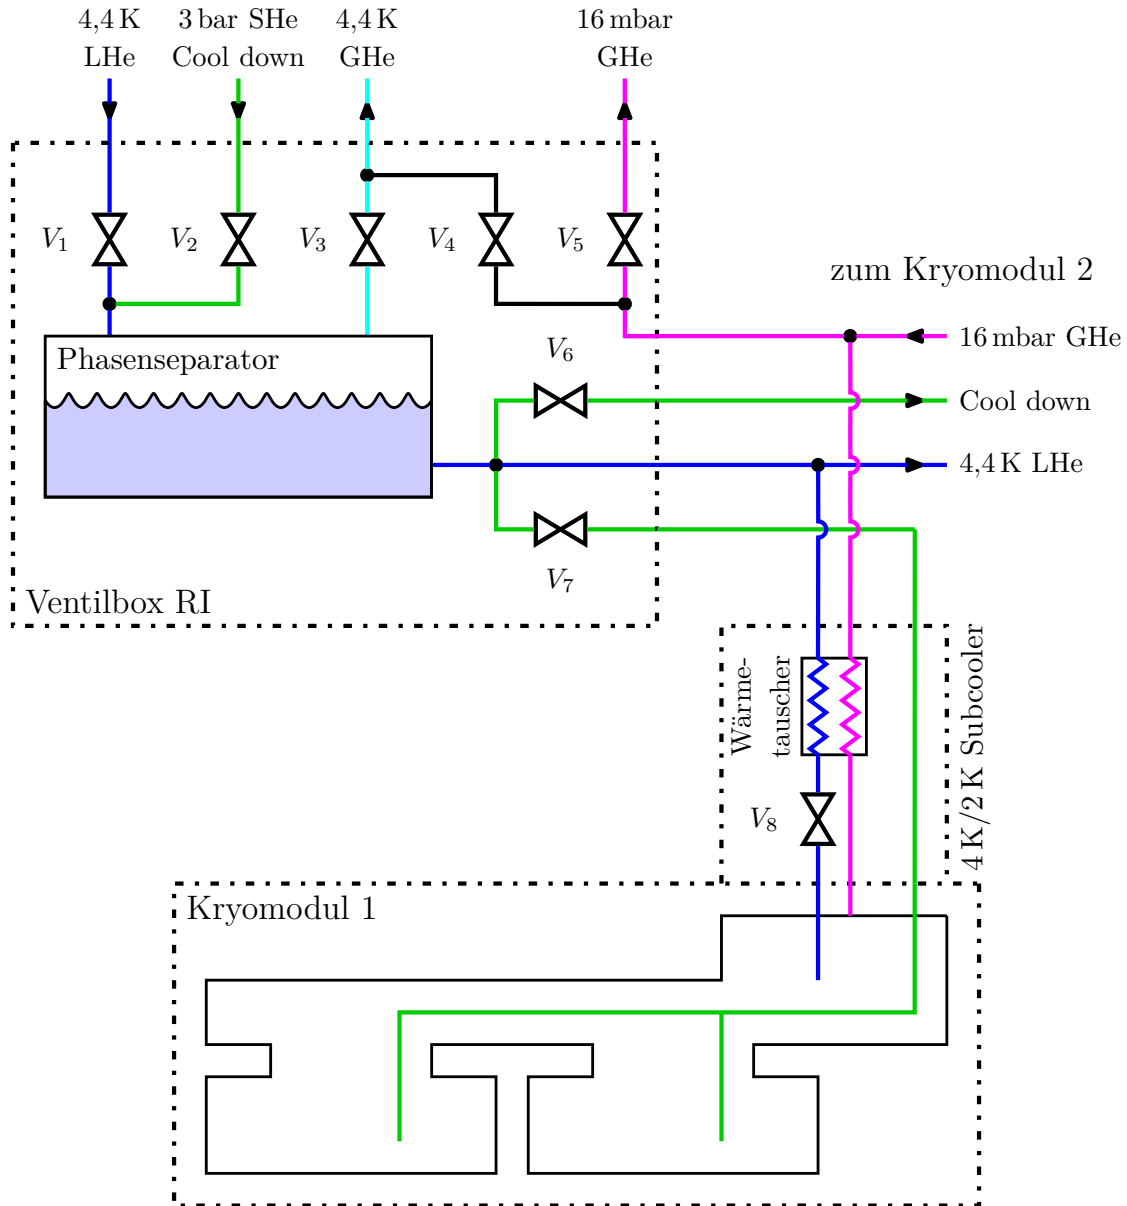 4,4 K
LHe
3 bar SHe
Cool down
4,4 K
GHe
16 mbar
GHe
V1
V2
V3
V4
V5
zum Kryomodul 2
16 mbar GHe
Phasenseparator
V6
Cool down
4,4 K LHe
V7
Ventilbox RI
Wärme-
tauscher
4 K/2 K Subcooler
V8
Kryomodul 1